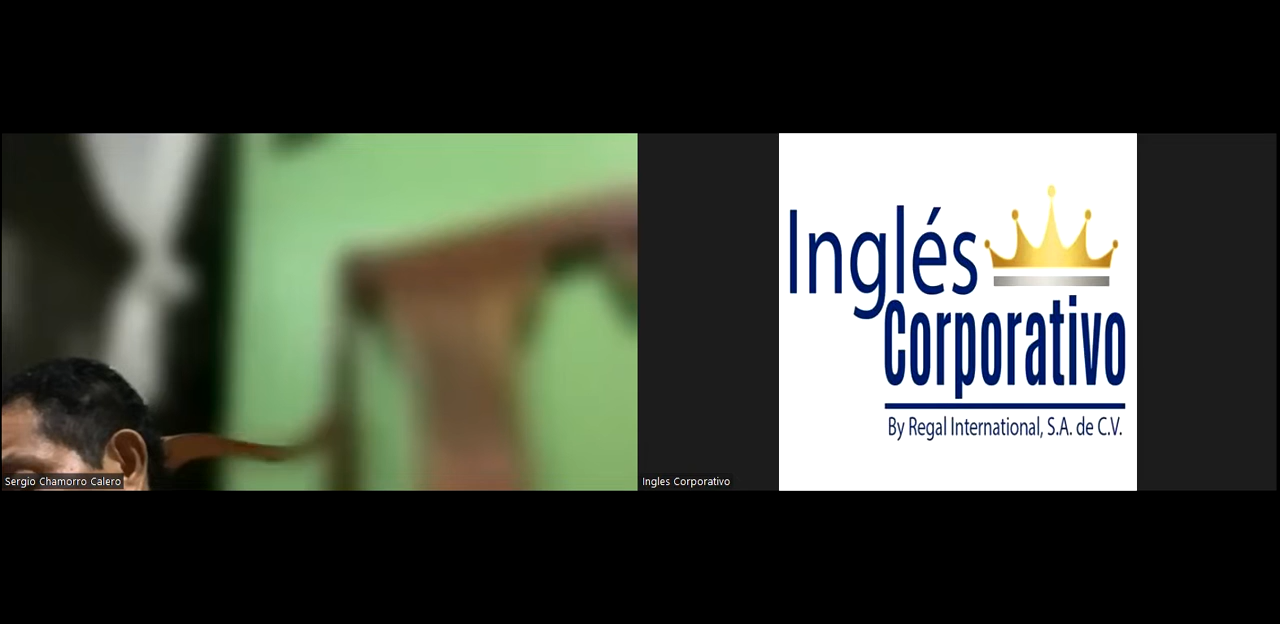 Inglés
Corporativo
By Regal International, S.A. de C.V.
Sergio Chamorro Calero
Ingles Corporativo